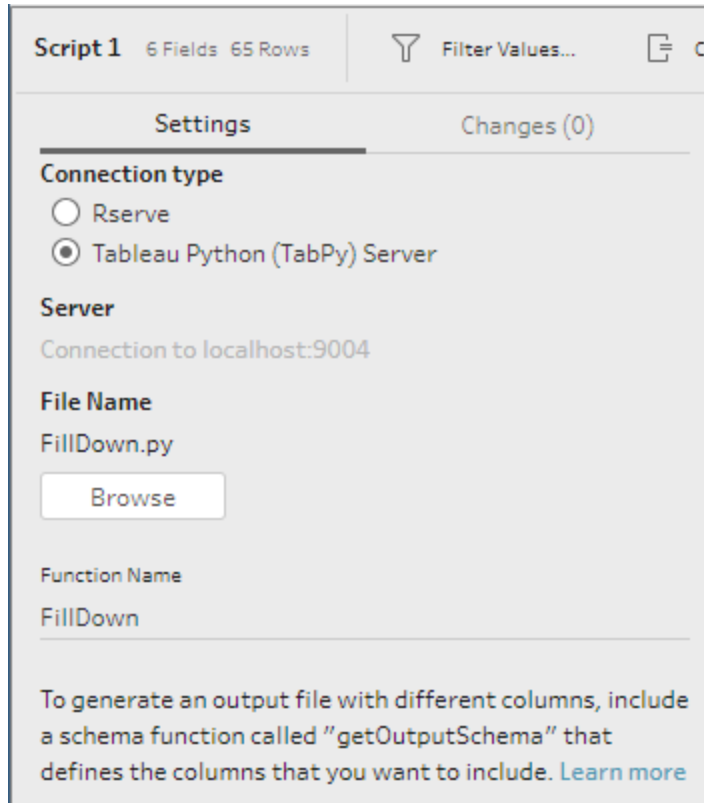 Script 1 6 Fields 65 Rows Filter Values...
Settings Changes (0)
Connection type
Rserve
Tableau Python (TabPy) Server
Server
Connection to localhost:9004
File Name
FillDown.py
Browse
Function Name
FillDown
To generate an output file with different columns, include
a schema function called "getOutputSchema" that
defines the columns that you want to include. Learn more